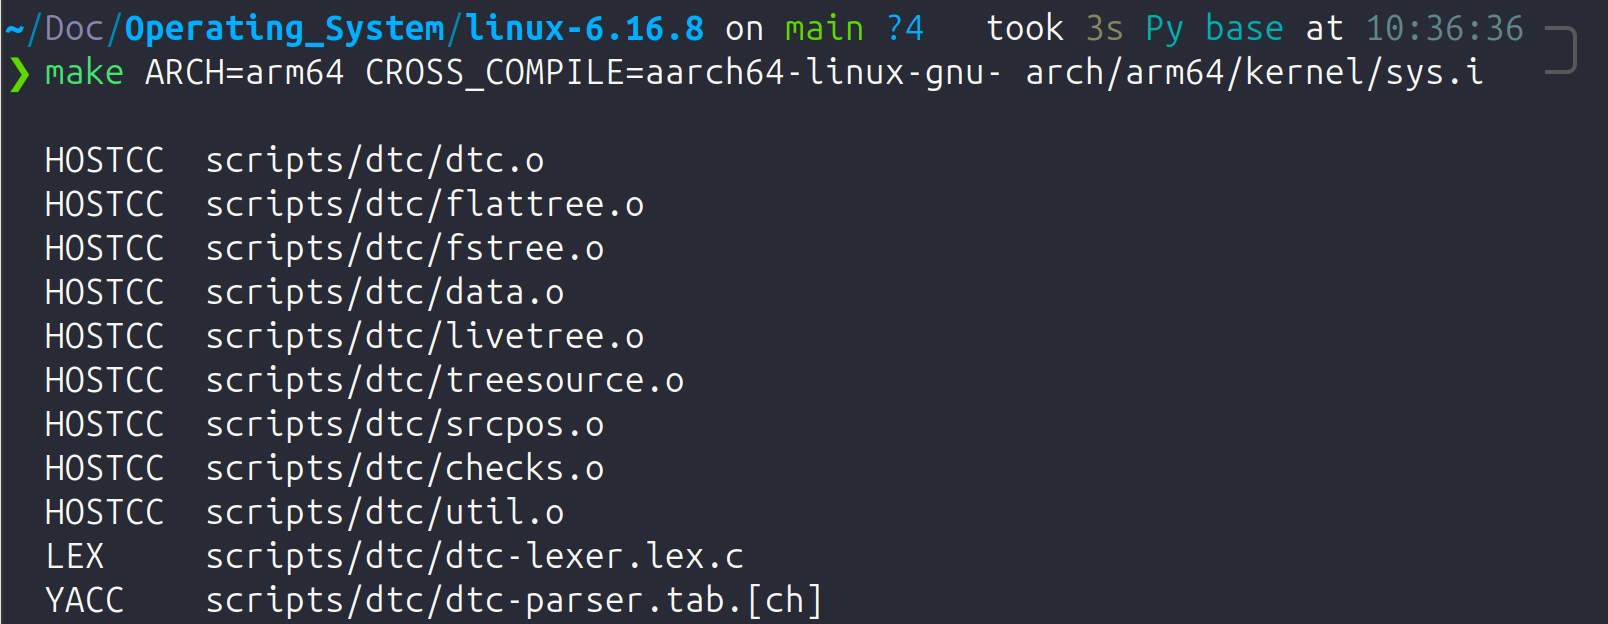 ~/Doc/Operating_System/linux-6.16.8 on main ?4 took 3s Py base at 10:36:36
❯ make ARCH=arm64 CROSS_COMPILE=aarch64-linux-gnu- arch/arm64/kernel/sys.i
HOSTCC scripts/dtc/dtc.o
HOSTCC scripts/dtc/flattree.o
HOSTCC scripts/dtc/fstree.o
HOSTCC scripts/dtc/data.o
HOSTCC scripts/dtc/livetree.o
HOSTCC scripts/dtc/treesource.o
HOSTCC scripts/dtc/srcpos.o
HOSTCC scripts/dtc/checks.o
HOSTCC scripts/dtc/util.o
LEX scripts/dtc/dtc-lexer.lex.c
YACC scripts/dtc/dtc-parser.tab.[ch]